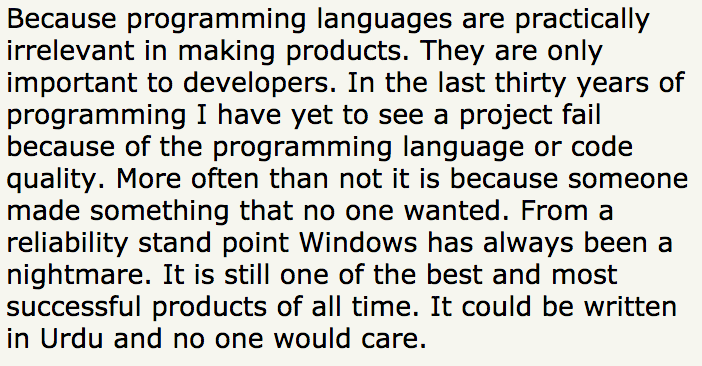 Because programming languages are practically
irrelevant in making products. They are only
important to developers. In the last thirty years of
programming I have yet to see a project fail
because of the programming language or code
quality. More often than not it is because someone
made something that no one wanted. From a
reliability stand point Windows has always been a
nightmare. It is still one of the best and most
successful products of all time. It could be written
in Urdu and no one would care.